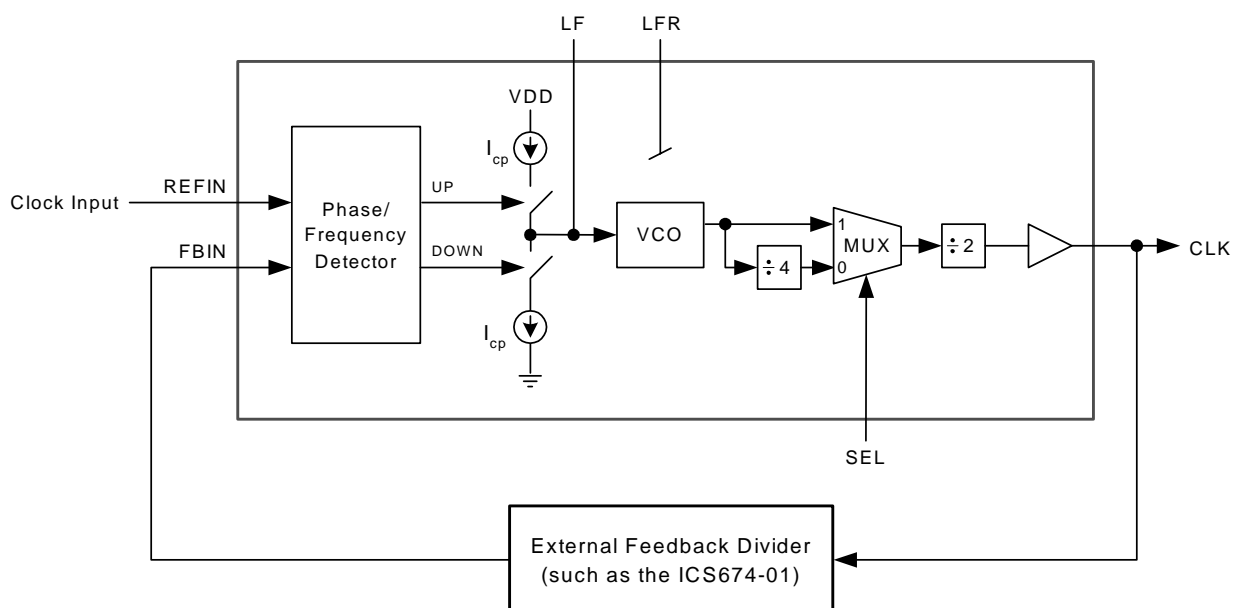 LF
LFR
VDD
Icp
REFIN
Clock Input
UP
Phase/
Frequency
Detector
VCO
1
MUX
0
÷2
CLK
FBIN
DOWN
÷4
Icp
SEL
External Feedback Divider
(such as the ICS674-01)